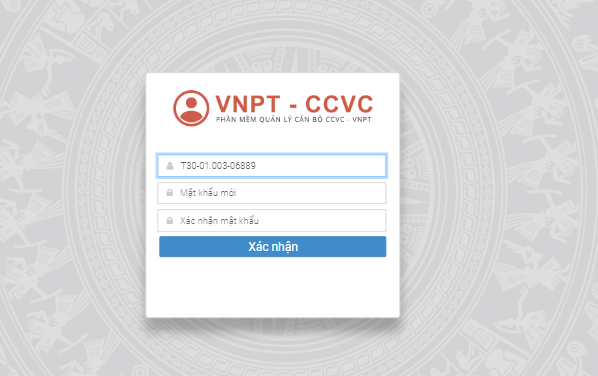 VNPT - CCVC
PHẦN MỀM QUẢN LÝ CÁN BỘ CCVC - VNPT
T30-01.003-06889
Mật khẩu mới
Xác nhận mật khẩu
Xác nhận